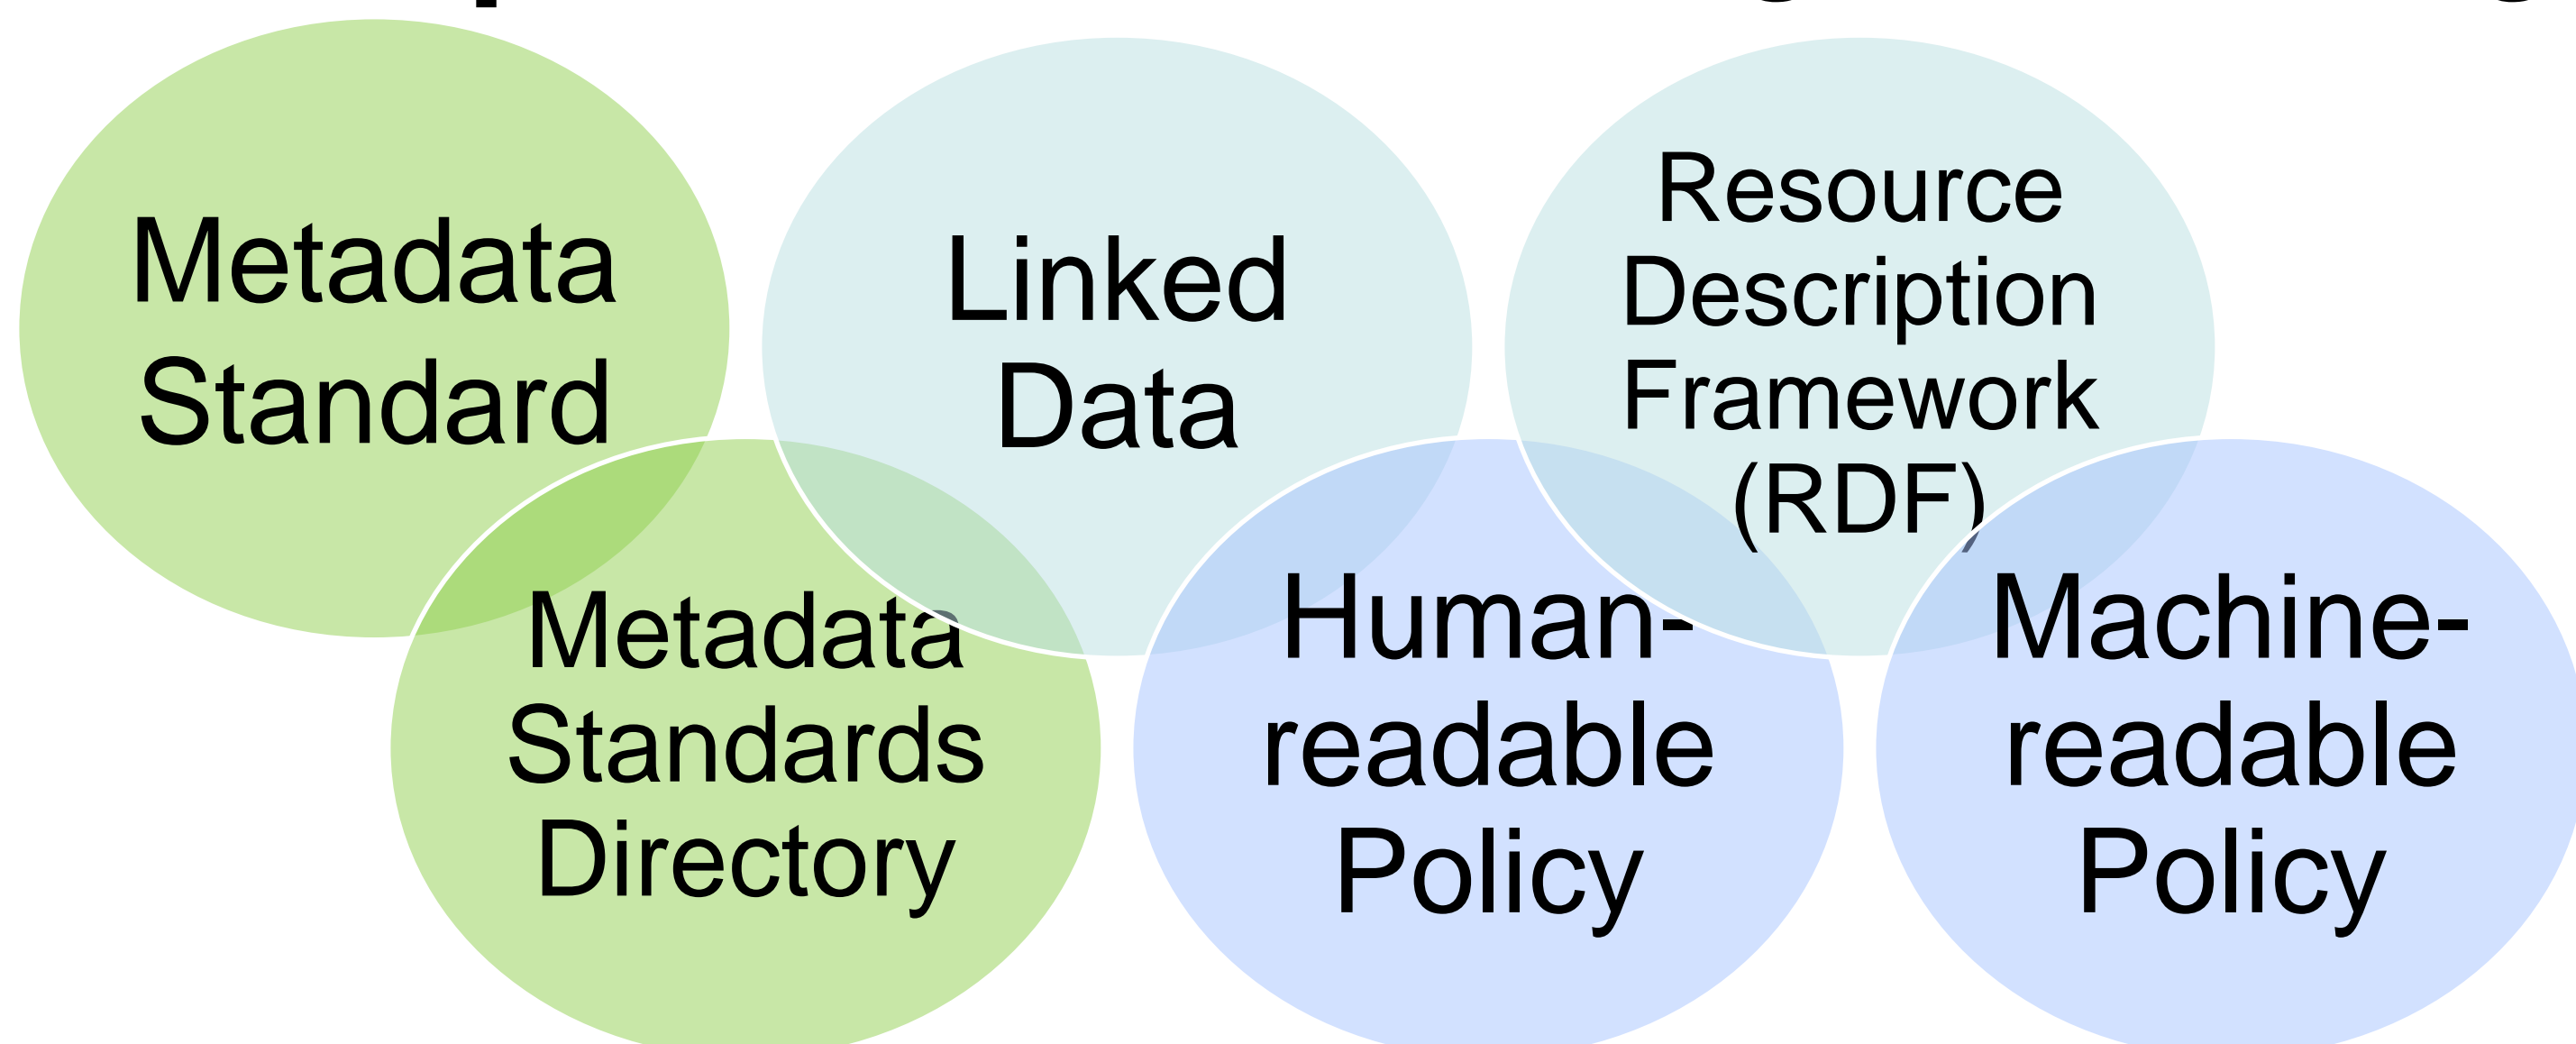 Metadata
Standard
Linked
Data
Resource
Description
Framework
(RDF)
Metadata
Standards
Directory
Human-
readable
Policy
Machine-
readable
Policy